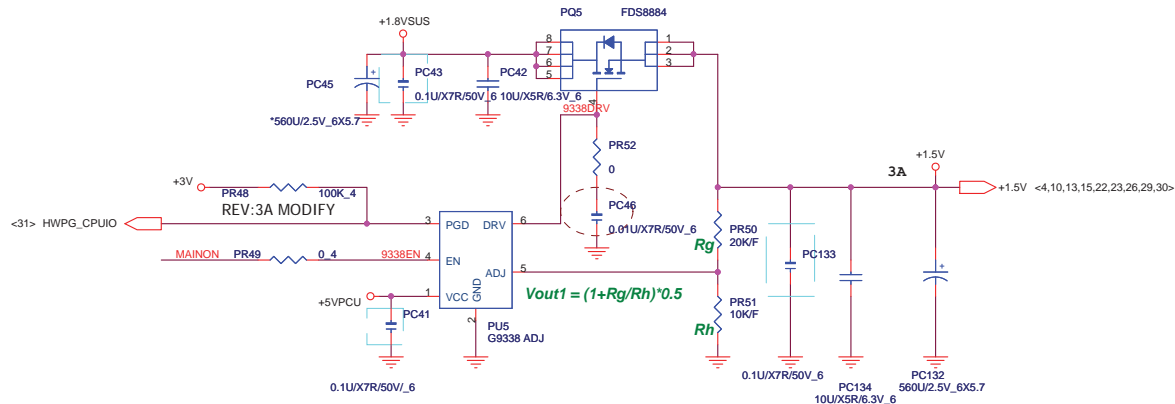 PQ5
FDS8884
+1.8VSUS
8
7
6
5
1
2
3
4
PC45
PC43
PC42
0.1U/X7R/50V_6
10U/X5R/6.3V_6
*560U/2.5V_6X5.7
9338DRV
PR52
0
PC46
0.01U/X7R/50V_6
+3V
PR48
100K_4
REV:3A MODIFY
<31> HWPG_CPUIO
3
PGD
DRV
6
MAINON
PR49
0_4
9338EN
4
EN
ADJ
5
+5VPCU
1
VCC
GND
2
PC41
0.1U/X7R/50V/_6
PU5
G9338 ADJ
Vout1 = (1+Rg/Rh)*0.5
Rg
PR50
20K/F
Rh
PR51
10K/F
3A
+1.5V
+1.5V <4,10,13,15,22,23,26,29,30>
PC133
0.1U/X7R/50V_6
PC134
10U/X5R/6.3V_6
PC132
560U/2.5V_6X5.7